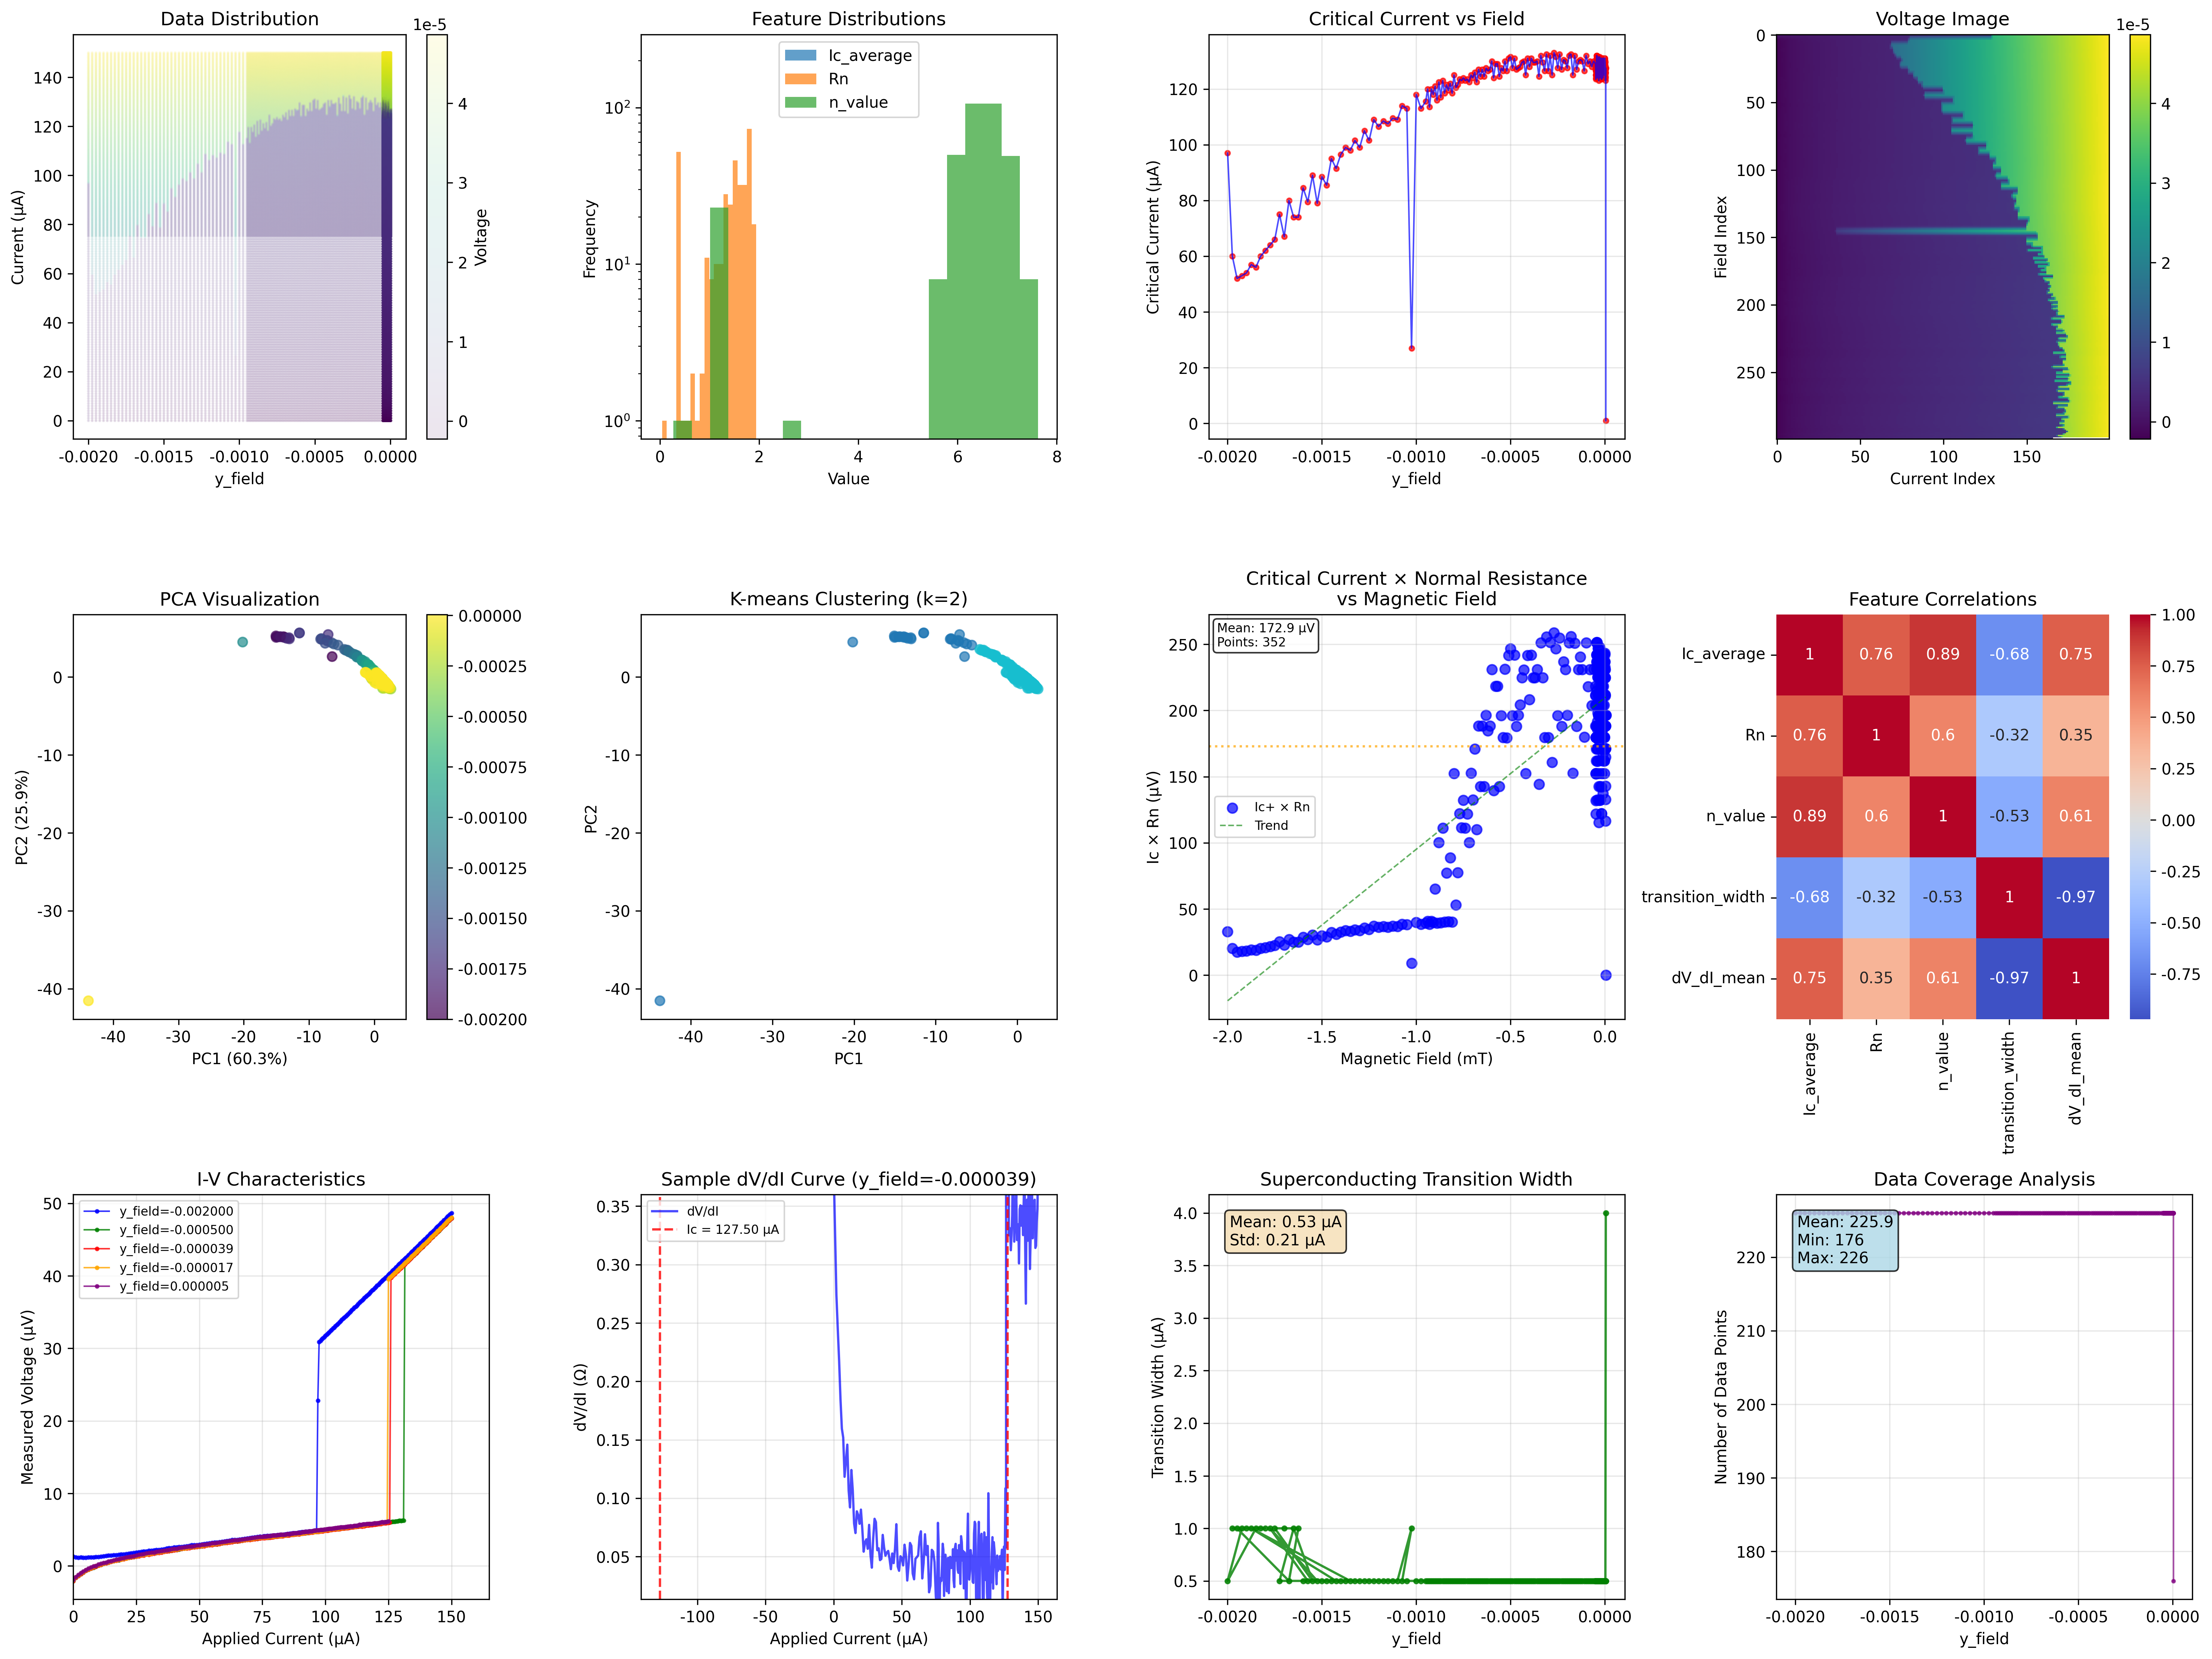 Data Distribution
1e-5
140
120
100
80
60
40
20
0
Current (μA)
-0.0020
-0.0015
-0.0010
-0.0005
0.0000
y_field
4
3
2
1
0
Voltage
Feature Distributions
Ic_average
Rn
n_value
10²
10¹
10⁰
Frequency
0
2
4
6
8
Value
Critical Current vs Field
120
100
80
60
40
20
0
Critical Current (μA)
-0.0020
-0.0015
-0.0010
-0.0005
0.0000
y_field
Voltage Image
1e-5
0
50
100
150
200
250
Field Index
0
50
100
150
Current Index
4
3
2
1
0
PCA Visualization
0
-10
-20
-30
-40
PC2 (25.9%)
-40
-30
-20
-10
0
PC1 (60.3%)
0.00000
-0.00025
-0.00050
-0.00075
-0.00100
-0.00125
-0.00150
-0.00175
-0.00200
K-means Clustering (k=2)
0
-10
-20
-30
-40
PC2
-40
-30
-20
-10
0
PC1
Critical Current × Normal Resistance
vs Magnetic Field
Mean: 172.9 μV
Points: 352
Ic+ × Rn
Trend
250
200
150
100
50
0
Ic × Rn (μV)
-2.0
-1.5
-1.0
-0.5
0.0
Magnetic Field (mT)
Feature Correlations
Ic_average
1 0.76 0.89 -0.68 0.75
Rn
0.76 1 0.6 -0.32 0.35
n_value
0.89 0.6 1 -0.53 0.61
transition_width
-0.68 -0.32 -0.53 1 -0.97
dV_dI_mean
0.75 0.35 0.61 -0.97 1
Ic_average
Rn
n_value
transition_width
dV_dI_mean
1.00
0.75
0.50
0.25
0.00
-0.25
-0.50
-0.75
I-V Characteristics
y_field=-0.002000
y_field=-0.000500
y_field=-0.000039
y_field=-0.000017
y_field=0.000005
50
40
30
20
10
0
Measured Voltage (μV)
0
25
50
75
100
125
150
Applied Current (μA)
Sample dV/dI Curve (y_field=-0.000039)
dV/dI
Ic = 127.50 μA
0.35
0.30
0.25
0.20
0.15
0.10
0.05
dV/dI (Ω)
-100
-50
0
50
100
150
Applied Current (μA)
Superconducting Transition Width
Mean: 0.53 μA
Std: 0.21 μA
4.0
3.5
3.0
2.5
2.0
1.5
1.0
0.5
Transition Width (μA)
-0.0020
-0.0015
-0.0010
-0.0005
0.0000
y_field
Data Coverage Analysis
Mean: 225.9
Min: 176
Max: 226
220
210
200
190
180
Number of Data Points
-0.0020
-0.0015
-0.0010
-0.0005
0.0000
y_field